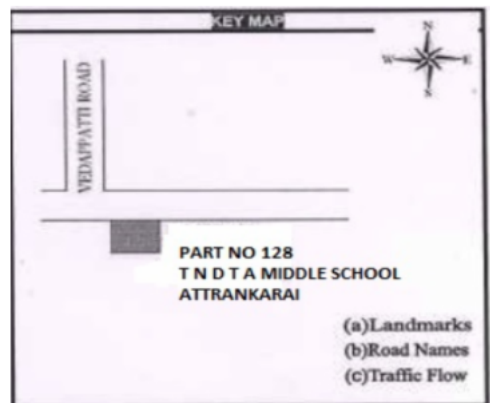 KEY MAP
N
W E
S
VEDAPPATTI ROAD
PART NO 128
T N D T A MIDDLE SCHOOL
ATTRANKARAI
(a)Landmarks
(b)Road Names
(c)Traffic Flow